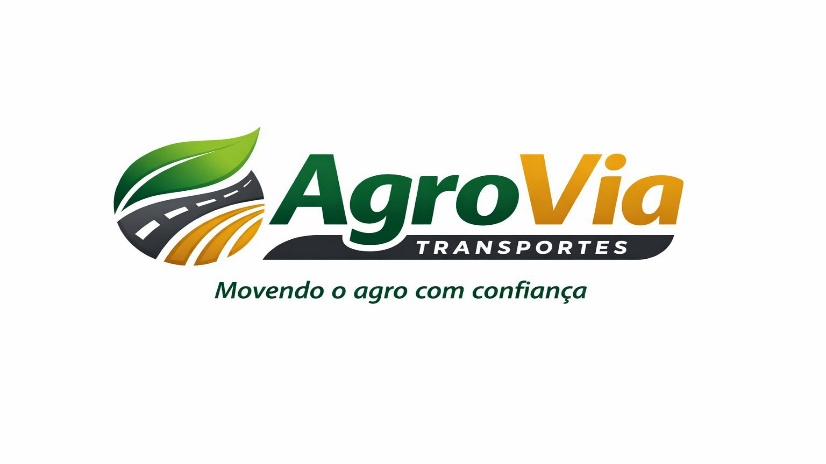 AgroVia
TRANSPORTES
Movendo o agro com confiança